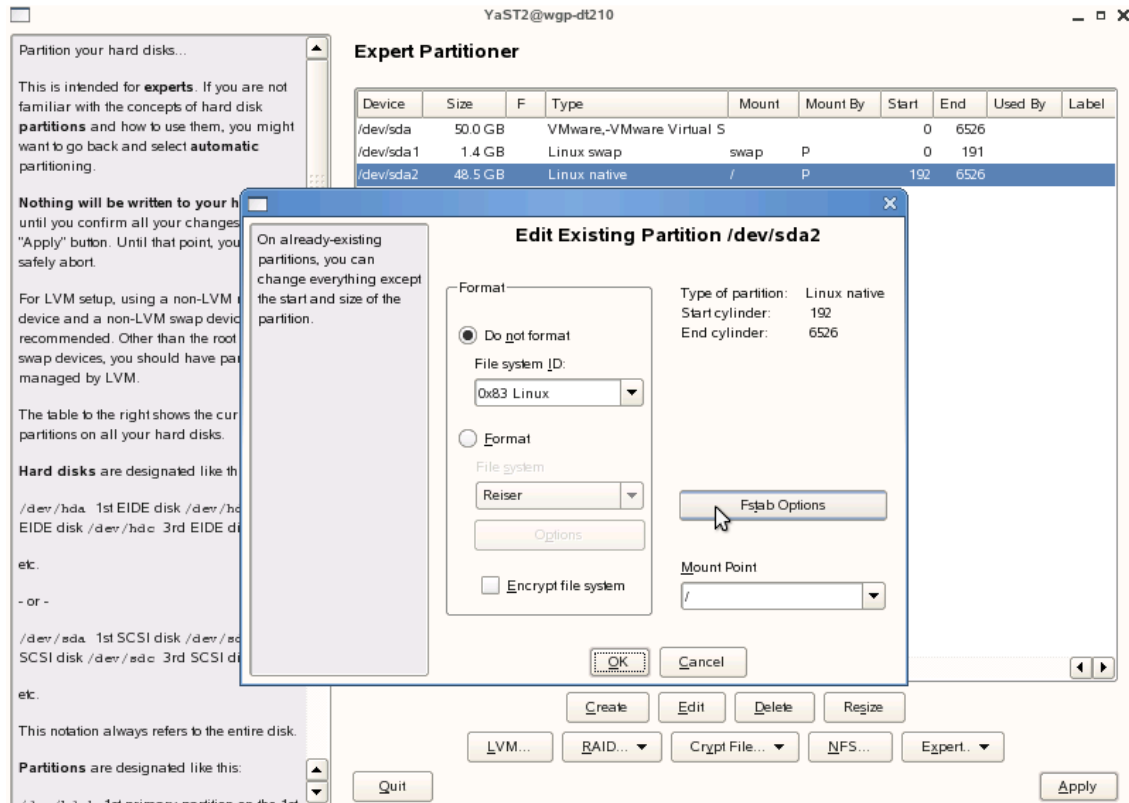 YaST2@wgp-dt210
Partition your hard disks...
This is intended for experts. If you are not
familiar with the concepts of hard disk
partitions and how to use them, you might
want to go back and select automatic
partitioning.
Nothing will be written to your h
until you confirm all your changes
"Apply" button. Until that point, you
safely abort.
For LVM setup, using a non-LVM
device and a non-LVM swap devic
recommended. Other than the root
swap devices, you should have pa
managed by LVM.
The table to the right shows the cur
partitions on all your hard disks.
Hard disks are designated like th
/dev/hda 1st EIDE disk /dev/hd
EIDE disk /dev/hdc 3rd EIDE di
etc.
- or -
/dev/sda 1st SCSI disk /dev/sd
SCSI disk /dev/sdc 3rd SCSI di
etc.
This notation always refers to the entire disk.
Partitions are designated like this:
1st primary partition on the 1st
Quit
Expert Partitioner
Device Size F Type Mount Mount By Start End Used By Label
/dev/sda 50.0 GB VMware,-VMware Virtual S 0 6526
/dev/sda1 1.4 GB Linux swap swap P 0 191
/dev/sda2 48.5 GB Linux native / P 192 6526
On already-existing
partitions, you can
change everything except
the start and size of the
partition.
Edit Existing Partition /dev/sda2
Format
Do not format
File system ID:
0x83 Linux
Format
File system
Reiser
Options
Encrypt file system
Type of partition: Linux native
Start cylinder: 192
End cylinder: 6526
Fstab Options
Mount Point
/
OK Cancel
Create Edit Delete Resize
LVM... RAID... Crypt File... NFS... Expert..
Apply